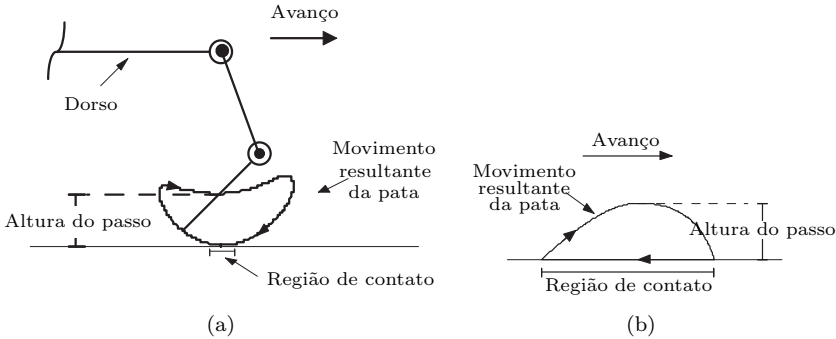 Avanço
Dorso
Movimento
resultante
da pata
Altura do passo
Região de contato
(a)
Avanço
Movimento
resultante
da pata
Altura do passo
Região de contato
(b)